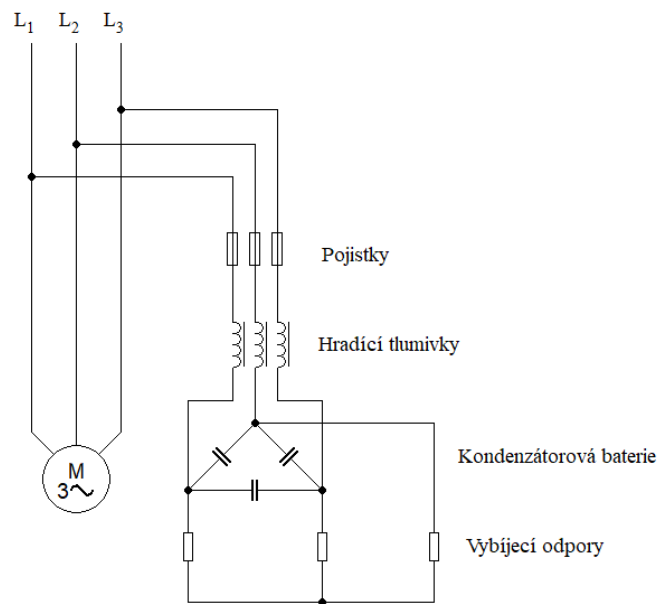 L1 L2 L3
Pojistky
Hradící tlumivky
Kondenzátorová baterie
M
3
Vybíjecí odpory